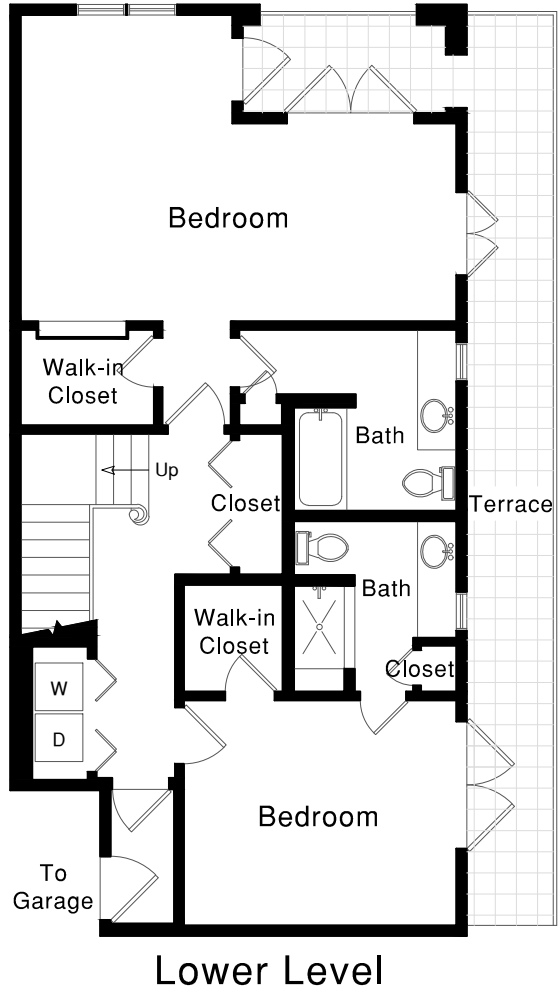 Bedroom
Walk-in
Closet
Bath
Up
Closet
Terrace
Bath
Walk-in
Closet
Closet
W
D
Bedroom
To
Garage
Lower Level